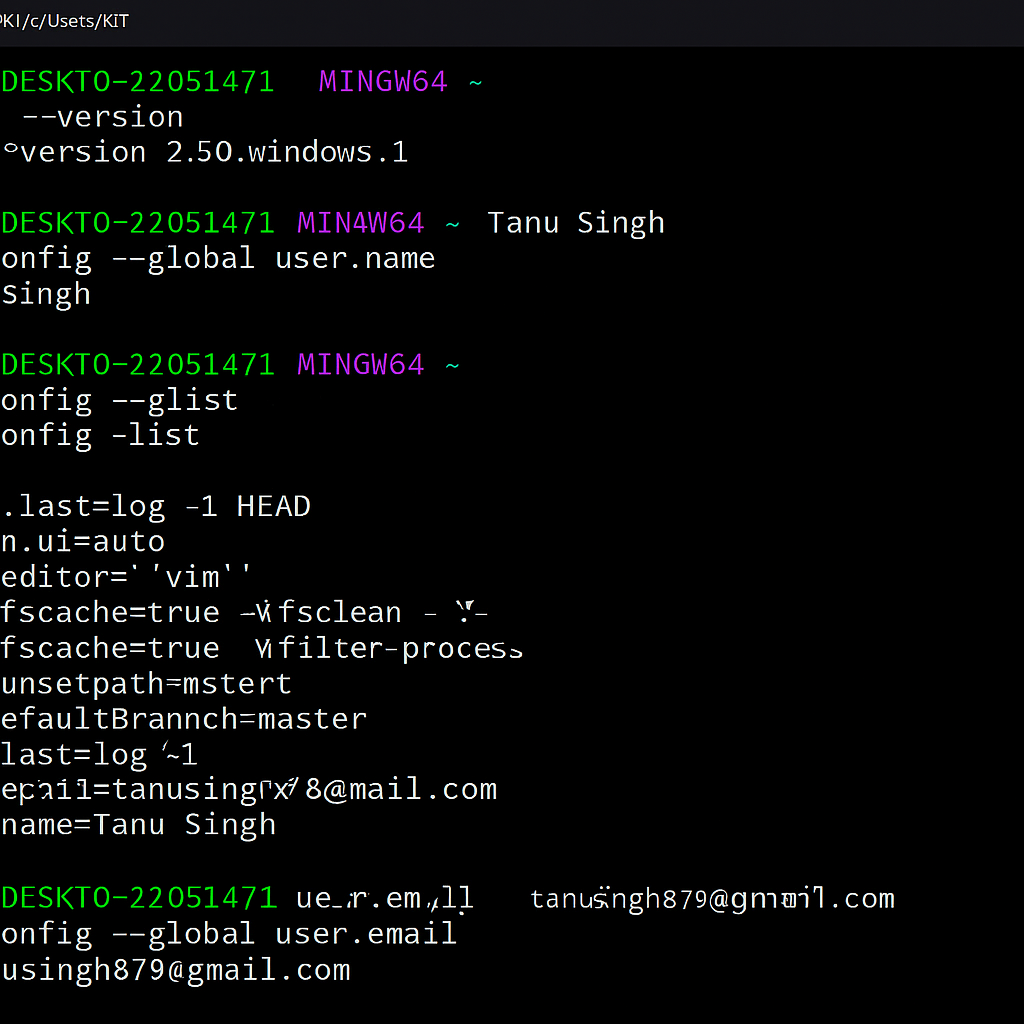 PKI/c/Usets/KIT
DESKTO-22051471 MINGW64 ~
--version
version 2.50.windows.1
DESKTO-22051471 MIN4W64 ~ Tanu Singh
onfig --global user.name
Singh
DESKTO-22051471 MINGW64 ~
onfig --glist
onfig -list
.last=log -1 HEAD
n.ui=auto
editor=''vim''
fscache=true fsclean -
fscache=true filter-process
unsetpath=mstert
efaultBrannch=master
last=log ~1
name=Tanu Singh
DESKTO-22051471
onfig --global user.email
usingh879@gmail.com